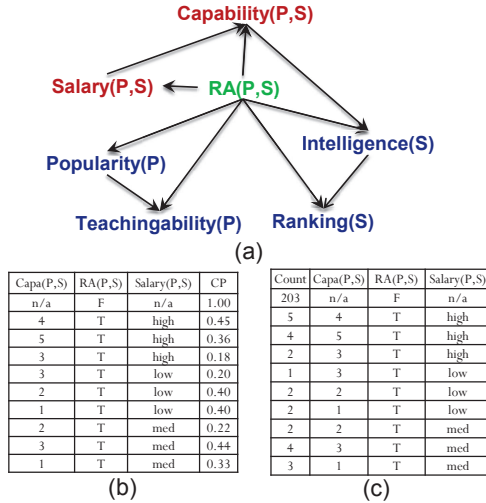 Capability(P,S)
Salary(P,S)
RA(P,S)
Intelligence(S)
Popularity(P)
Teachingability(P)
Ranking(S)
(a)
Capa(P,S) RA(P,S) Salary(P,S) CP
n/a F n/a 1.00
4 T high 0.45
5 T high 0.36
3 T high 0.18
3 T low 0.20
2 T low 0.40
1 T low 0.40
2 T med 0.22
3 T med 0.44
1 T med 0.33
(b)
Count Capa(P,S) RA(P,S) Salary(P,S)
203 n/a F n/a
5 4 T high
4 5 T high
2 3 T high
1 3 T low
2 2 T low
2 1 T low
2 2 T med
4 3 T med
3 1 T med
(c)